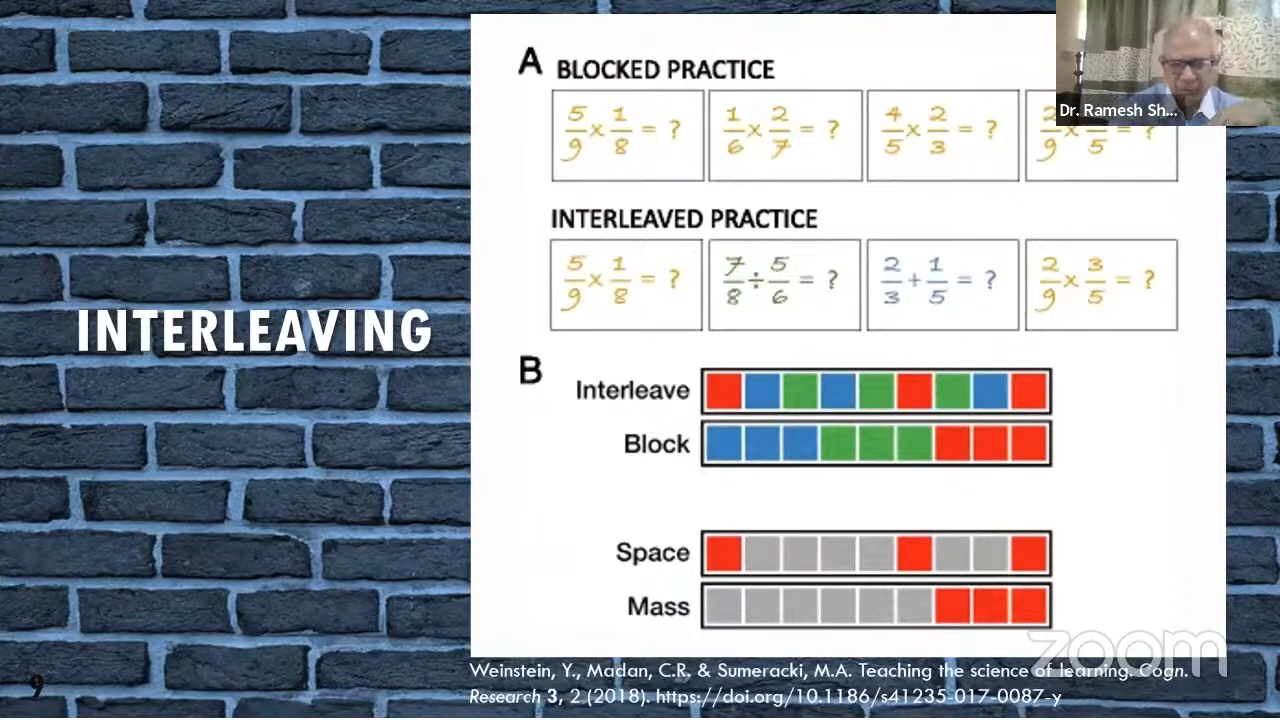 A BLOCKED PRACTICE
5/9 × 1/8 = ? 1/6 × 2/7 = ? 4/5 × 2/3 = ? 2/9 × /5 = ?
INTERLEAVED PRACTICE
5/9 × 1/8 = ? 7/8 ÷ 5/6 = ? 2/3 + 1/5 = ? 2/9 × 3/5 = ?
INTERLEAVING
B
Interleave
Block
Space
Mass
Weinstein, Y., Madan, C.R. & Sumeracki, M.A. Teaching the science of learning. Cogn.
Research 3, 2 (2018). https://doi.org/10.1186/s41235-017-0087-y
9
Dr. Ramesh Sh...
zoom